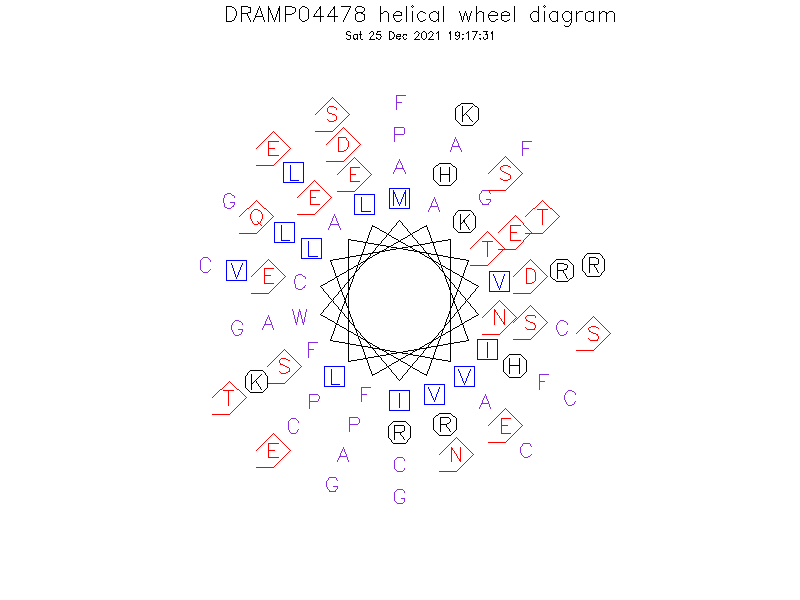 DRAMP04478 helical wheel diagram
Sat 25 Dec 2021 19:17:31
F
S K
P
E D A F
A
L E H S
E M G
G L A
Q A K T
L E
L T
C V R R
E C V D
W N
G A S C S
F I
S H
K L V F
T P F I V A C
C P R R E
E A N C
C
G
G